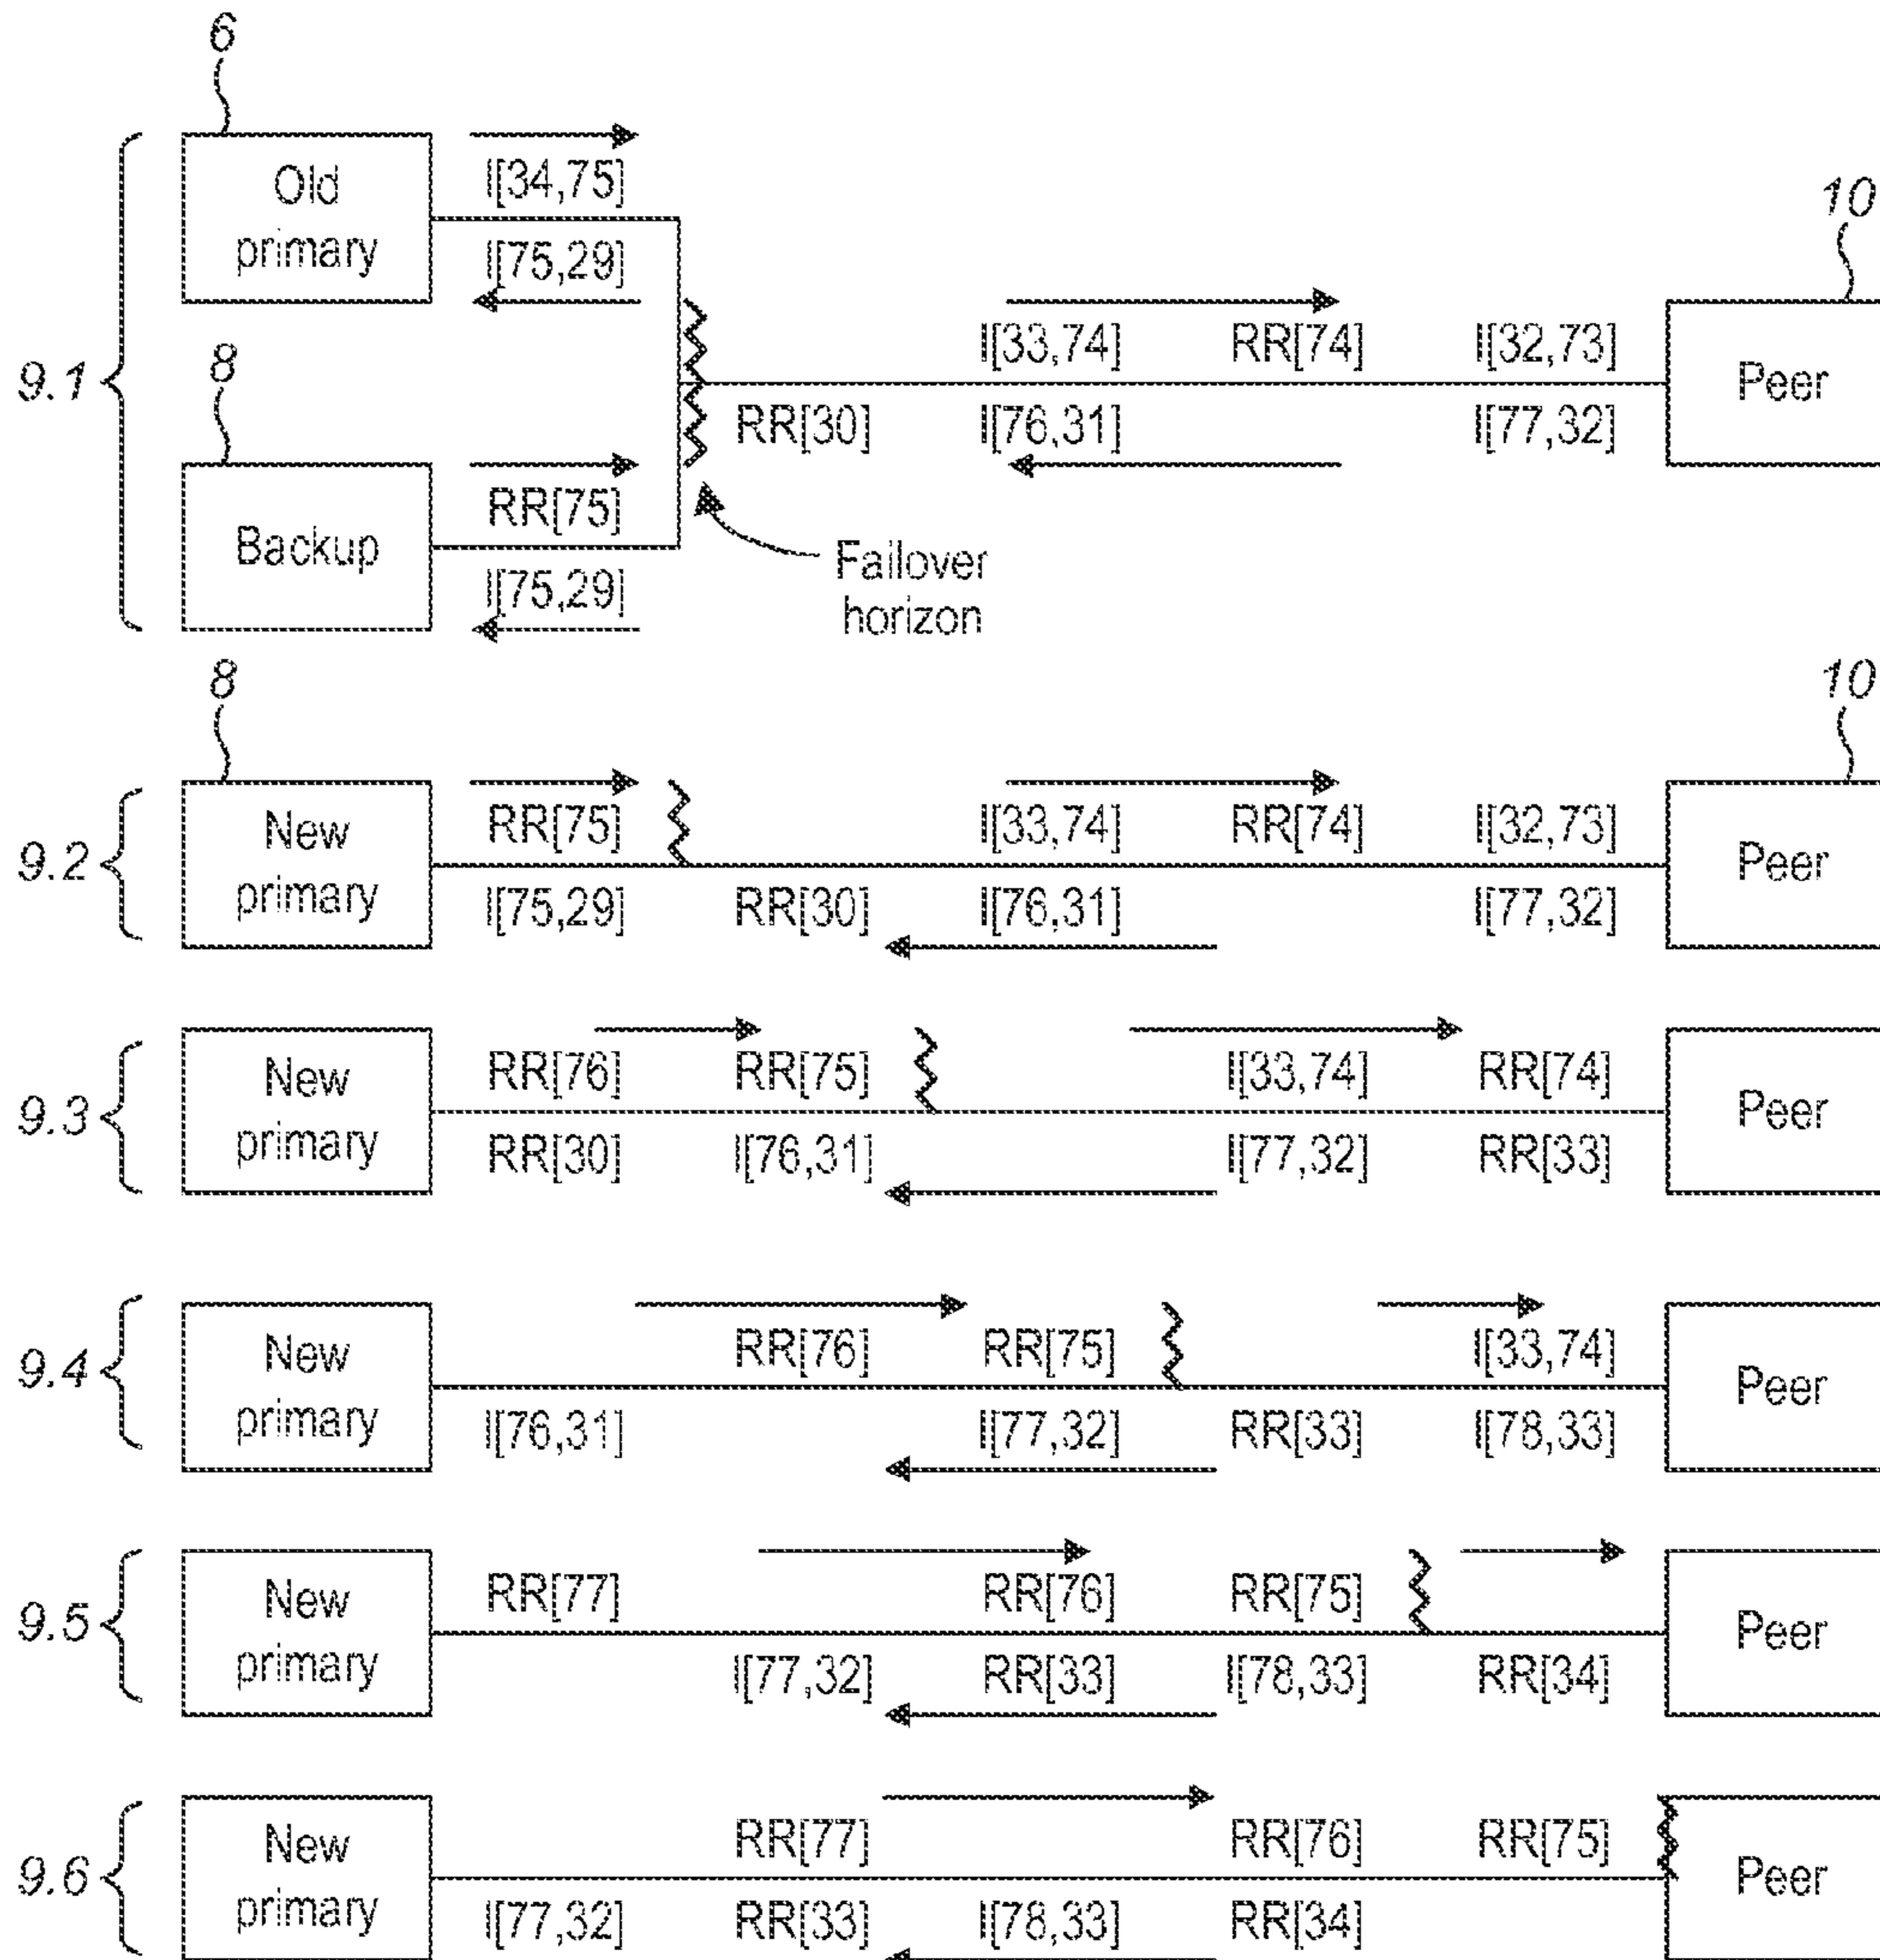 6
Old
primary
I[34,75]
I[75,29]
10
9.1
8
I[33,74] RR[74] I[32,73]
Peer
RR[30] I[76,31] I[77,32]
Backup
RR[75]
I[75,29]
Failover
horizon
8
10
9.2
New
primary
RR[75] I[33,74] RR[74] I[32,73]
I[75,29] RR[30] I[76,31] I[77,32]
Peer
9.3
New
primary
RR[76] RR[75] I[33,74] RR[74]
RR[30] I[76,31] I[77,32] RR[33]
Peer
9.4
New
primary
RR[76] RR[75] I[33,74]
I[76,31] I[77,32] RR[33] I[78,33]
Peer
9.5
New
primary
RR[77] RR[76] RR[75]
I[77,32] RR[33] I[78,33] RR[34]
Peer
9.6
New
primary
RR[77] RR[76] RR[75]
I[77,32] RR[33] I[78,33] RR[34]
Peer